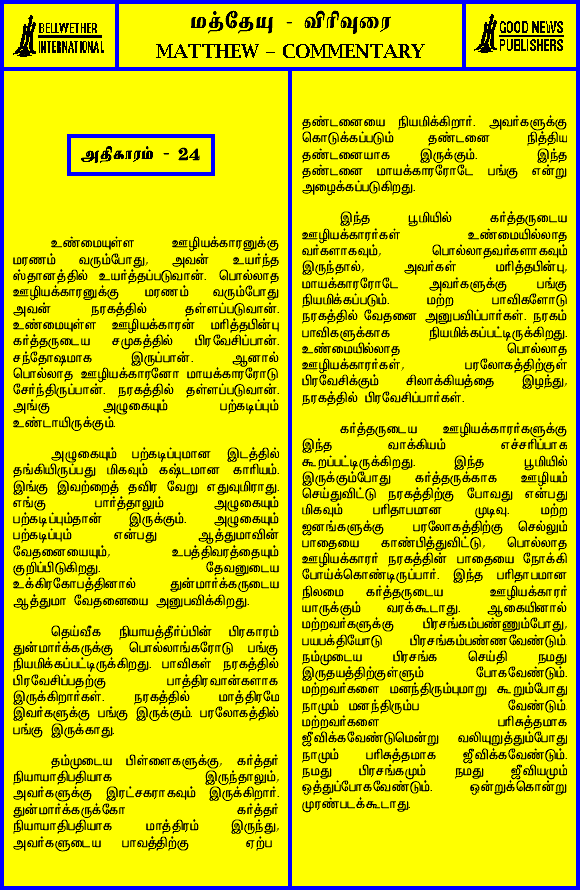 BELLWETHER
INTERNATIONAL
மத்தேயு - விரிவுரை
MATTHEW – COMMENTARY
GOOD NEWS
PUBLISHERS
அதிகாரம் - 24
உண்மையுள்ள ஊழியக்காரனுக்கு
மரணம் வரும்போது, அவன் உயர்ந்த
ஸ்தானத்தில் உயர்த்தப்படுவான். பொல்லாத
ஊழியக்காரனுக்கு மரணம் வரும்போது
அவன் நரகத்தில் தள்ளப்படுவான்.
உண்மையுள்ள ஊழியக்காரன் மரித்தபின்பு
கர்த்தருடைய சமுகத்தில் பிரவேசிப்பான்.
சந்தோஷமாக இருப்பான். ஆனால்
பொல்லாத ஊழியக்காரனோ மாயக்காரரோடு
சேர்ந்திருப்பான். நரகத்தில் தள்ளப்படுவான்.
அங்கு அழுகையும் பற்கடிப்பும்
உண்டாயிருக்கும்.
அழுகையும் பற்கடிப்புமான இடத்தில்
தங்கியிருப்பது மிகவும் கஷ்டமான காரியம்.
இங்கு இவற்றைத் தவிர வேறு எதுவுமிராது.
எங்கு பார்த்தாலும் அழுகையும்
பற்கடிப்பும்தான் இருக்கும். அழுகையும்
பற்கடிப்பும் என்பது ஆத்துமாவின்
வேதனையையும், உபத்திவரத்தையும்
குறிப்பிடுகிறது. தேவனுடைய
உக்கிரகோபத்தினால் துன்மார்க்கருடைய
ஆத்துமா வேதனையை அனுபவிக்கிறது.
தெய்வீக நியாயத்தீர்ப்பின் பிரகாரம்
துன்மார்க்கருக்கு பொல்லாங்கரோடு பங்கு
நியமிக்கப்பட்டிருக்கிறது. பாவிகள் நரகத்தில்
பிரவேசிப்பதற்கு பாத்திரவான்களாக
இருக்கிறார்கள். நரகத்தில் மாத்திரமே
இவர்களுக்கு பங்கு இருக்கும். பரலோகத்தில்
பங்கு இருக்காது.
தம்முடைய பிள்ளைகளுக்கு, கர்த்தர்
நியாயாதிபதியாக இருந்தாலும்,
அவர்களுக்கு இரட்சகராகவும் இருக்கிறார்.
துன்மார்க்கருக்கோ கர்த்தர்
நியாயாதிபதியாக மாத்திரம் இருந்து,
அவர்களுடைய பாவத்திற்கு ஏற்ப
தண்டனையை நியமிக்கிறார். அவர்களுக்கு
கொடுக்கப்படும் தண்டனை நித்திய
தண்டனையாக இருக்கும். இந்த
தண்டனை மாயக்காரரோடே பங்கு என்று
அழைக்கப்படுகிறது.
இந்த பூமியில் கர்த்தருடைய
ஊழியக்காரர்கள் உண்மையில்லாத
வர்களாகவும், பொல்லாதவர்களாகவும்
இருந்தால், அவர்கள் மரித்தபின்பு,
மாயக்காரரோடே அவர்களுக்கு பங்கு
நியமிக்கப்படும். மற்ற பாவிகளோடு
நரகத்தில் வேதனை அனுபவிப்பார்கள். நரகம்
பாவிகளுக்காக நியமிக்கப்பட்டிருக்கிறது.
உண்மையில்லாத பொல்லாத
ஊழியக்காரர்கள், பரலோகத்திற்குள்
பிரவேசிக்கும் சிலாக்கியத்தை இழந்து,
நரகத்தில் பிரவேசிப்பார்கள்.
கர்த்தருடைய ஊழியக்காரர்களுக்கு
இந்த வாக்கியம் எச்சரிப்பாக
கூறப்பட்டிருக்கிறது. இந்த பூமியில்
இருக்கும்போது கர்த்தருக்காக ஊழியம்
செய்துவிட்டு நரகத்திற்கு போவது என்பது
மிகவும் பரிதாபமான முடிவு. மற்ற
ஜனங்களுக்கு பரலோகத்திற்கு செல்லும்
பாதையை காண்பித்துவிட்டு, பொல்லாத
ஊழியக்காரர் நரகத்தின் பாதையை நோக்கி
போய்க்கொண்டிருப்பார். இந்த பரிதாபமான
நிலமை கர்த்தருடைய ஊழியக்காரர்
யாருக்கும் வரக்கூடாது. ஆகையினால்
மற்றவர்களுக்கு பிரசங்கம்பண்ணும்போது,
பயபக்தியோடு பிரசங்கம்பண்ணவேண்டும்
நம்முடைய பிரசங்க செய்தி நமது
இருதயத்திற்குள்ளும் போகவேண்டும்.
மற்றவர்களை மனந்திரும்புமாறு கூறும்போது
நாமும் மனந்திரும்ப வேண்டும்.
மற்றவர்களை பரிசுத்தமாக
ஜீவிக்கவேண்டுமென்று வலியுறுத்தும்போது
நாமும் பரிசுத்தமாக ஜீவிக்கவேண்டும்.
நமது பிரசங்கமும் நமது ஜீவியமும்
ஒத்துப்போகவேண்டும். ஒன்றுக்கொன்று
முரண்படக்கூடாது.